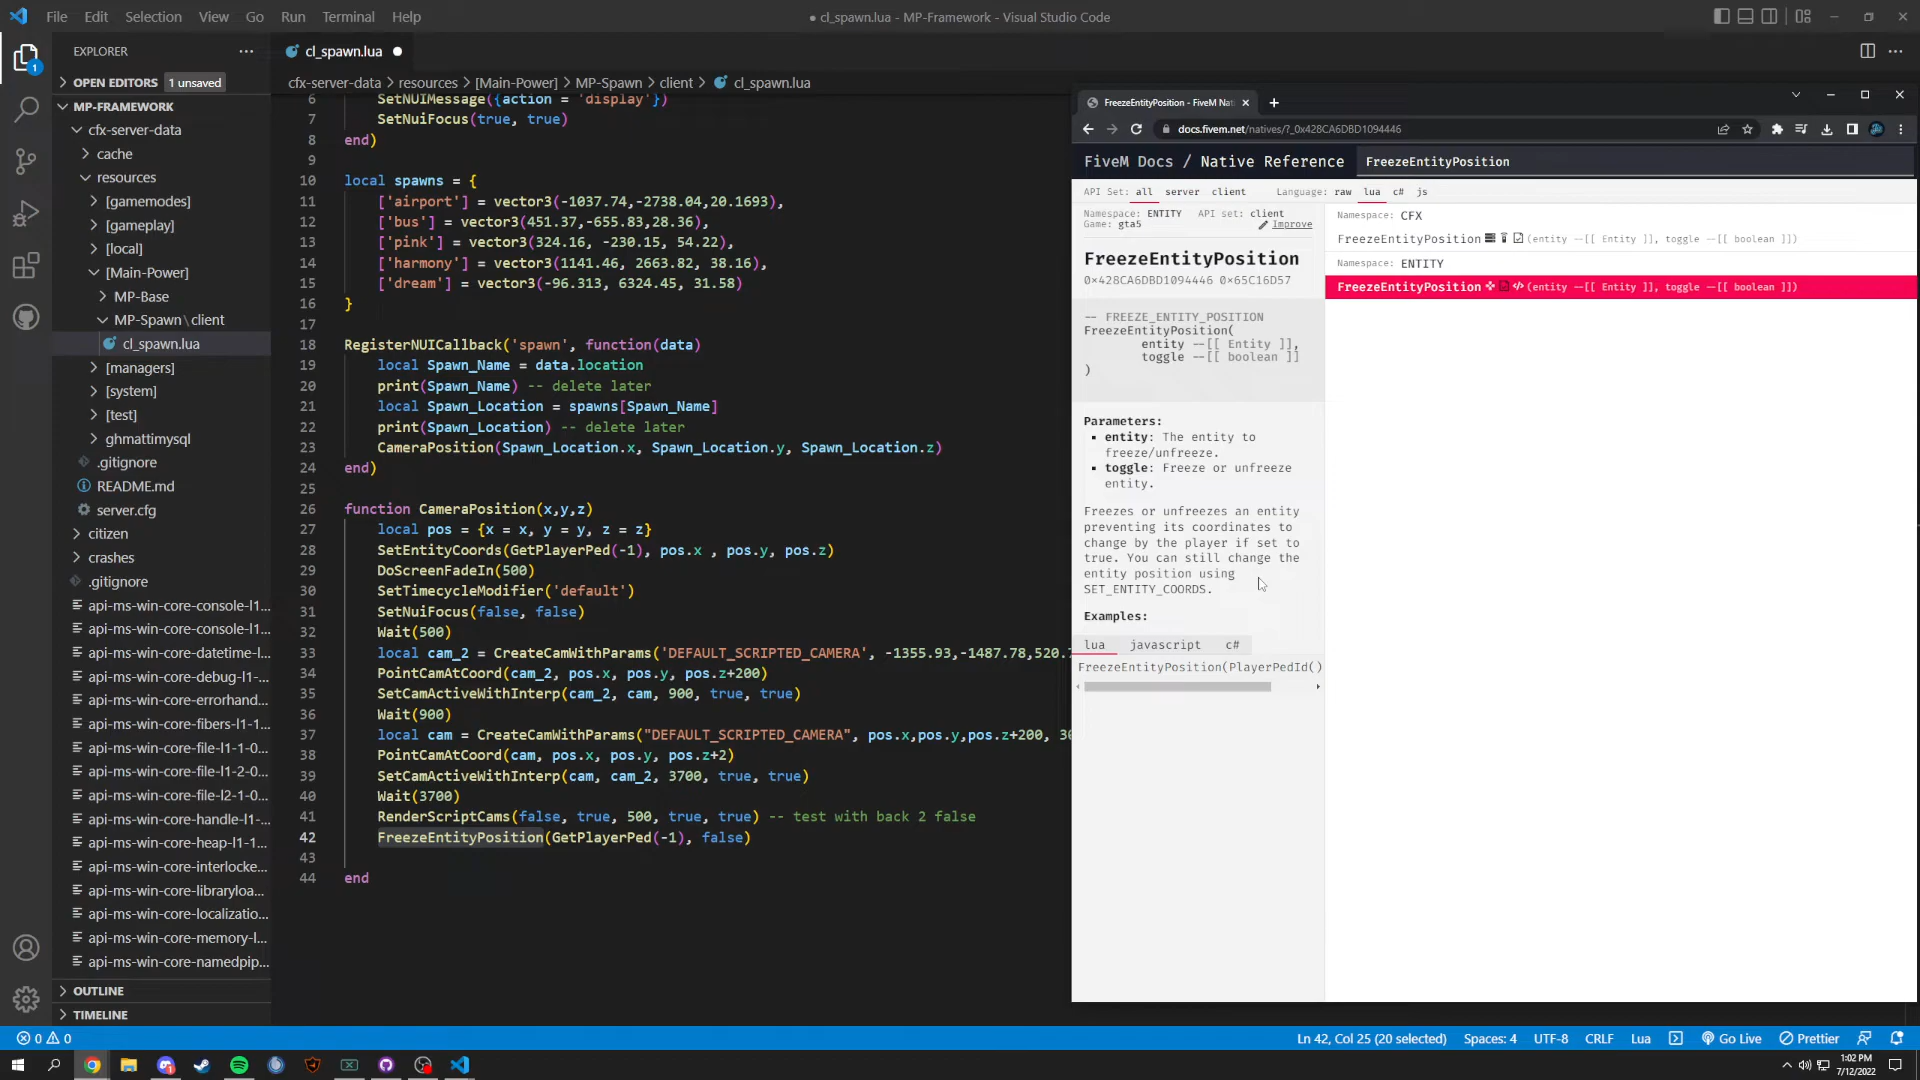 File Edit Selection View Go Run Terminal Help
● cl_spawn.lua - MP-Framework - Visual Studio Code
EXPLORER
OPEN EDITORS 1 unsaved
MP-FRAMEWORK
cfx-server-data
cache
resources
[gamemodes]
[gameplay]
[local]
[Main-Power]
MP-Base
MP-Spawn\client
cl_spawn.lua
[managers]
[system]
[test]
ghmattimysql
.gitignore
README.md
server.cfg
citizen
crashes
.gitignore
api-ms-win-core-console-l1...
api-ms-win-core-console-l1...
api-ms-win-core-datetime-l...
api-ms-win-core-debug-l1-...
api-ms-win-core-errorhand...
api-ms-win-core-fibers-l1-1...
api-ms-win-core-file-l1-1-0...
api-ms-win-core-file-l1-2-0...
api-ms-win-core-file-l2-1-0...
api-ms-win-core-handle-l1-...
api-ms-win-core-heap-l1-1...
api-ms-win-core-interlocke...
api-ms-win-core-libraryloa...
api-ms-win-core-localizatio...
api-ms-win-core-memory-l...
api-ms-win-core-namedpip...
OUTLINE
TIMELINE
1
cl_spawn.lua ●
cfx-server-data > resources > [Main-Power] > MP-Spawn > client > cl_spawn.lua
6 SetNUIMessage({action = 'display'})
7 SetNuiFocus(true, true)
8 end)
9
10 local spawns = {
11 ['airport'] = vector3(-1037.74,-2738.04,20.1693),
12 ['bus'] = vector3(451.37,-655.83,28.36),
13 ['pink'] = vector3(324.16, -230.15, 54.22),
14 ['harmony'] = vector3(1141.46, 2663.82, 38.16),
15 ['dream'] = vector3(-96.313, 6324.45, 31.58)
16 }
17
18 RegisterNUICallback('spawn', function(data)
19 local Spawn_Name = data.location
20 print(Spawn_Name) -- delete later
21 local Spawn_Location = spawns[Spawn_Name]
22 print(Spawn_Location) -- delete later
23 CameraPosition(Spawn_Location.x, Spawn_Location.y, Spawn_Location.z)
24 end)
25
26 function CameraPosition(x,y,z)
27 local pos = {x = x, y = y, z = z}
28 SetEntityCoords(GetPlayerPed(-1), pos.x , pos.y, pos.z)
29 DoScreenFadeIn(500)
30 SetTimecycleModifier('default')
31 SetNuiFocus(false, false)
32 Wait(500)
33 local cam_2 = CreateCamWithParams('DEFAULT_SCRIPTED_CAMERA', -1355.93,-1487.78,520.7
34 PointCamAtCoord(cam_2, pos.x, pos.y, pos.z+200)
35 SetCamActiveWithInterp(cam_2, cam, 900, true, true)
36 Wait(900)
37 local cam = CreateCamWithParams("DEFAULT_SCRIPTED_CAMERA", pos.x,pos.y,pos.z+200, 30
38 PointCamAtCoord(cam, pos.x, pos.y, pos.z+2)
39 SetCamActiveWithInterp(cam, cam_2, 3700, true, true)
40 Wait(3700)
41 RenderScriptCams(false, true, 500, true, true) -- test with back 2 false
42 FreezeEntityPosition(GetPlayerPed(-1), false)
43
44 end
FreezeEntityPosition - FiveM Nat
docs.fivem.net/natives/?_0x428CA6DBD1094446
FiveM Docs / Native Reference FreezeEntityPosition
API Set: all server client Language: raw lua c# js
Namespace: ENTITY API set: client
Game: gta5 Improve
FreezeEntityPosition
0x428CA6DBD1094446 0x65C16D57
-- FREEZE_ENTITY_POSITION
FreezeEntityPosition(
entity --[[ Entity ]],
toggle --[[ boolean ]]
)
Parameters:
entity: The entity to
freeze/unfreeze.
toggle: Freeze or unfreeze
entity.
Freezes or unfreezes an entity
preventing its coordinates to
change by the player if set to
true. You can still change the
entity position using
SET_ENTITY_COORDS.
Examples:
lua javascript c#
FreezeEntityPosition(PlayerPedId()
Namespace: CFX
FreezeEntityPosition (entity --[[ Entity ]], toggle --[[ boolean ]])
Namespace: ENTITY
FreezeEntityPosition (entity --[[ Entity ]], toggle --[[ boolean ]])
0 0 Ln 42, Col 25 (20 selected) Spaces: 4 UTF-8 CRLF Lua Go Live Prettier
1:02 PM
7/12/2022